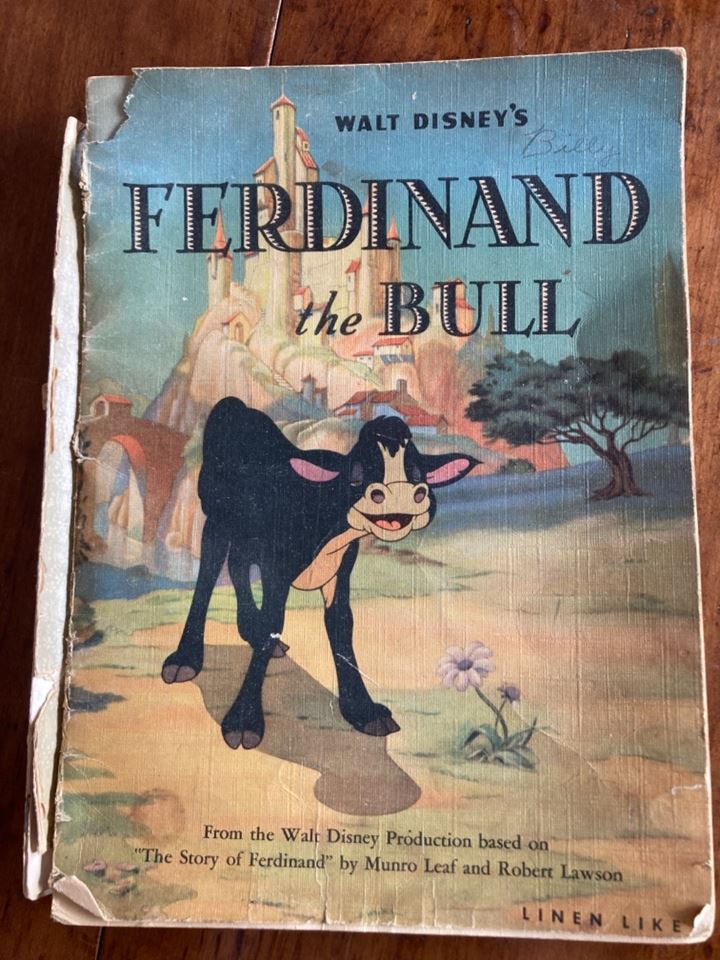 WALT DISNEY'S
Billy
FERDINAND
the BULL
From the Walt Disney Production based on
"The Story of Ferdinand" by Munro Leaf and Robert Lawson
LINEN LIKE